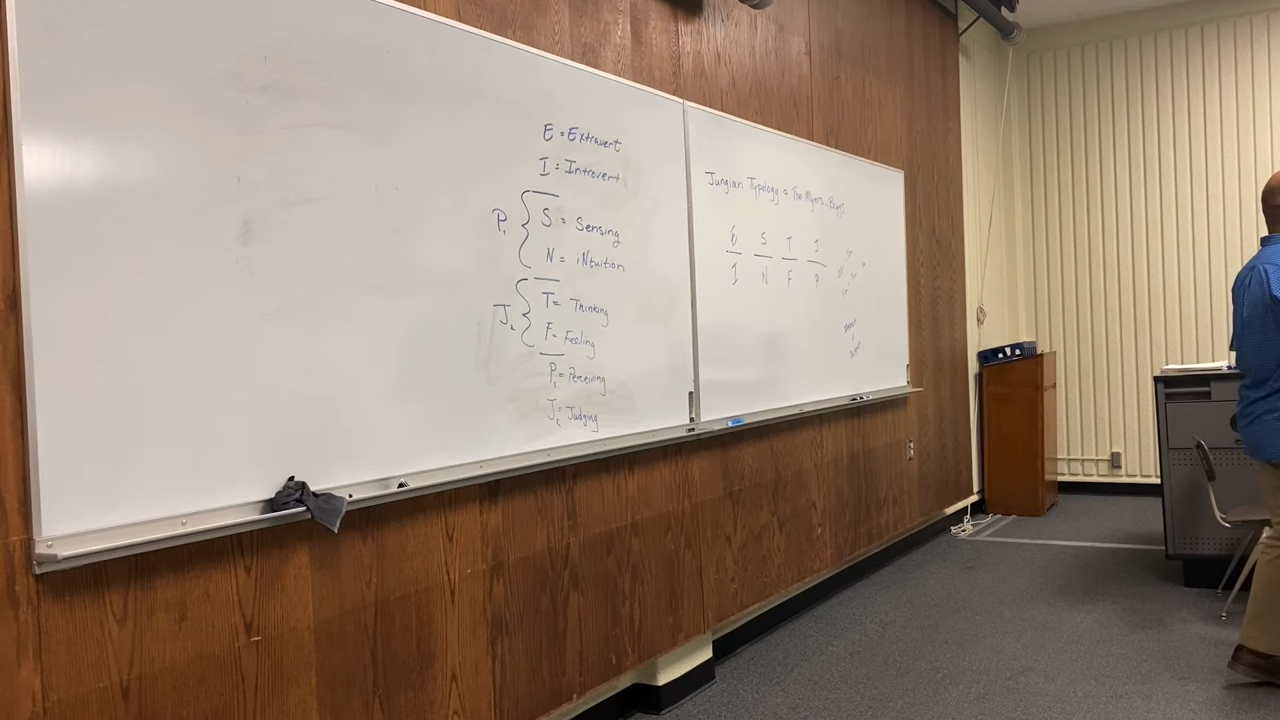 E = Extravert
I = Introvert
P₁ { S = Sensing
N = iNtuition
J₂ { T = Thinking
F = Feeling
P₁ = Perceiving
J₂ = Judging
Jungian Typology & The Myers-Briggs
E S T J
I N F P